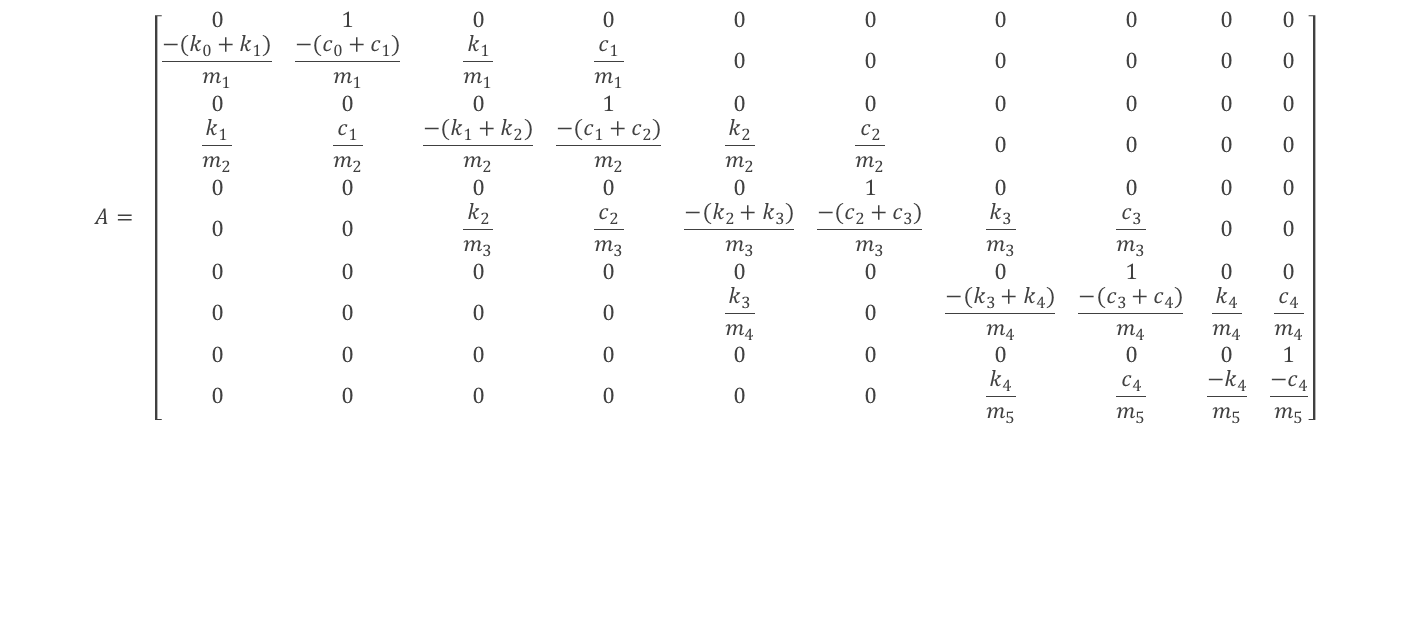 A = [ 0 1 0 0 0 0 0 0 0 0
−(k₀ + k₁)/m₁ −(c₀ + c₁)/m₁ k₁/m₁ c₁/m₁ 0 0 0 0 0 0
0 0 0 1 0 0 0 0 0 0
k₁/m₂ c₁/m₂ −(k₁ + k₂)/m₂ −(c₁ + c₂)/m₂ k₂/m₂ c₂/m₂ 0 0 0 0
0 0 0 0 0 1 0 0 0 0
0 0 k₂/m₃ c₂/m₃ −(k₂ + k₃)/m₃ −(c₂ + c₃)/m₃ k₃/m₃ c₃/m₃ 0 0
0 0 0 0 0 0 0 1 0 0
0 0 0 0 k₃/m₄ 0 −(k₃ + k₄)/m₄ −(c₃ + c₄)/m₄ k₄/m₄ c₄/m₄
0 0 0 0 0 0 0 0 0 1
0 0 0 0 0 0 k₄/m₅ c₄/m₅ −k₄/m₅ −c₄/m₅ ]